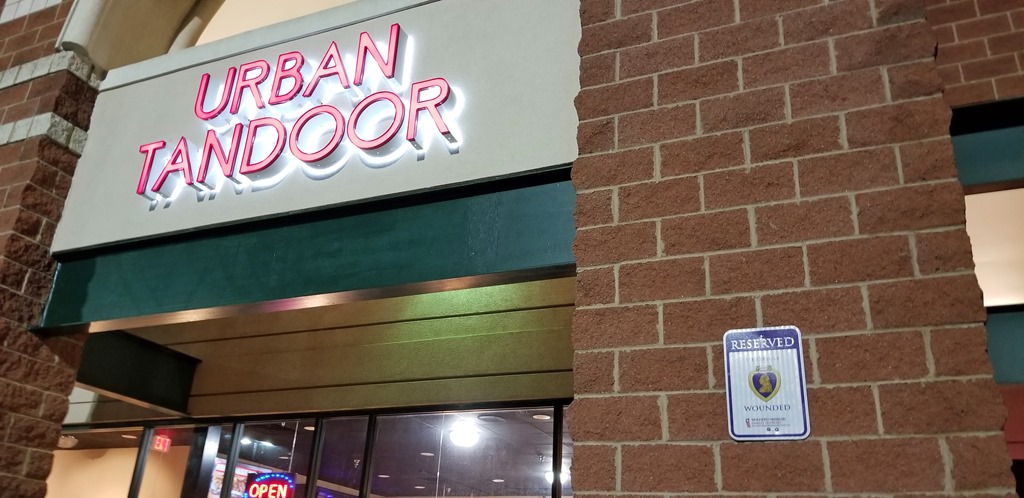 URBAN
TANDOOR
RESERVED
WOUNDED
EXIT
OPEN